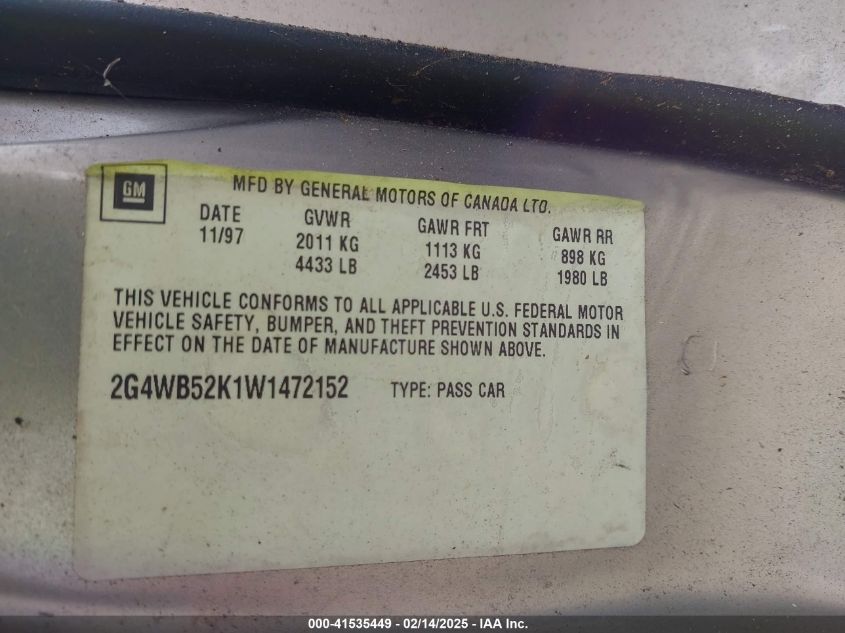 GM
MFD BY GENERAL MOTORS OF CANADA LTD.
DATE GVWR GAWR FRT GAWR RR
11/97 2011 KG 1113 KG 898 KG
4433 LB 2453 LB 1980 LB
THIS VEHICLE CONFORMS TO ALL APPLICABLE U.S. FEDERAL MOTOR
VEHICLE SAFETY, BUMPER, AND THEFT PREVENTION STANDARDS IN
EFFECT ON THE DATE OF MANUFACTURE SHOWN ABOVE.
2G4WB52K1W1472152 TYPE: PASS CAR
000-41535449 - 02/14/2025 - IAA Inc.